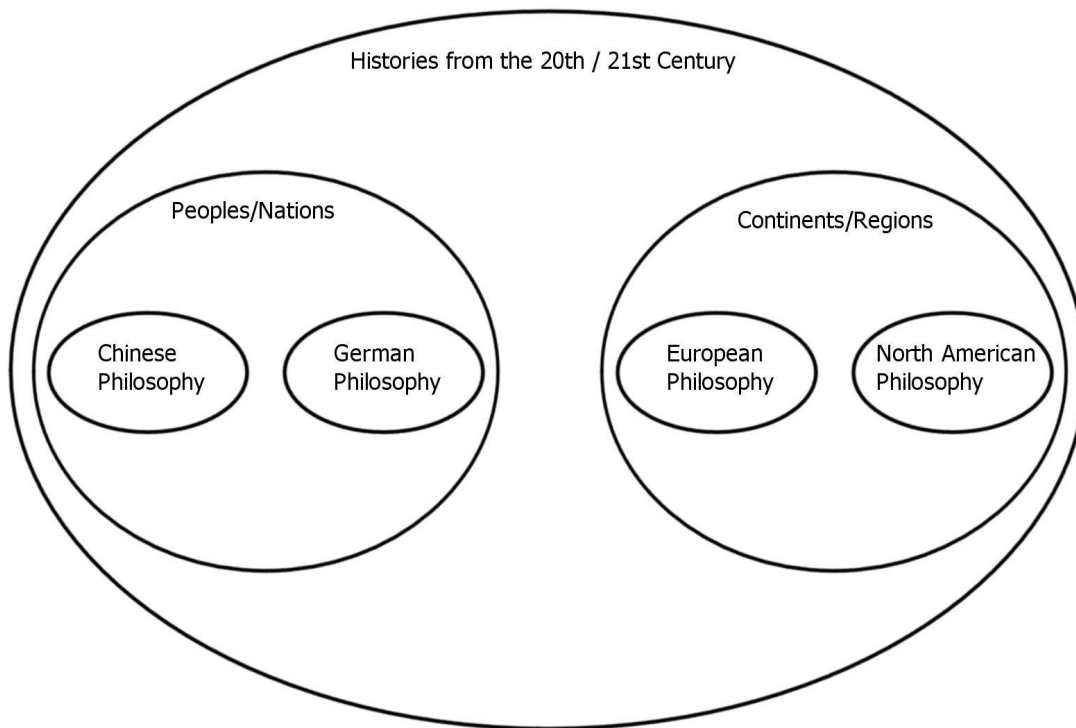 Histories from the 20th / 21st Century
Peoples/Nations
Continents/Regions
Chinese
Philosophy
German
Philosophy
European
Philosophy
North American
Philosophy